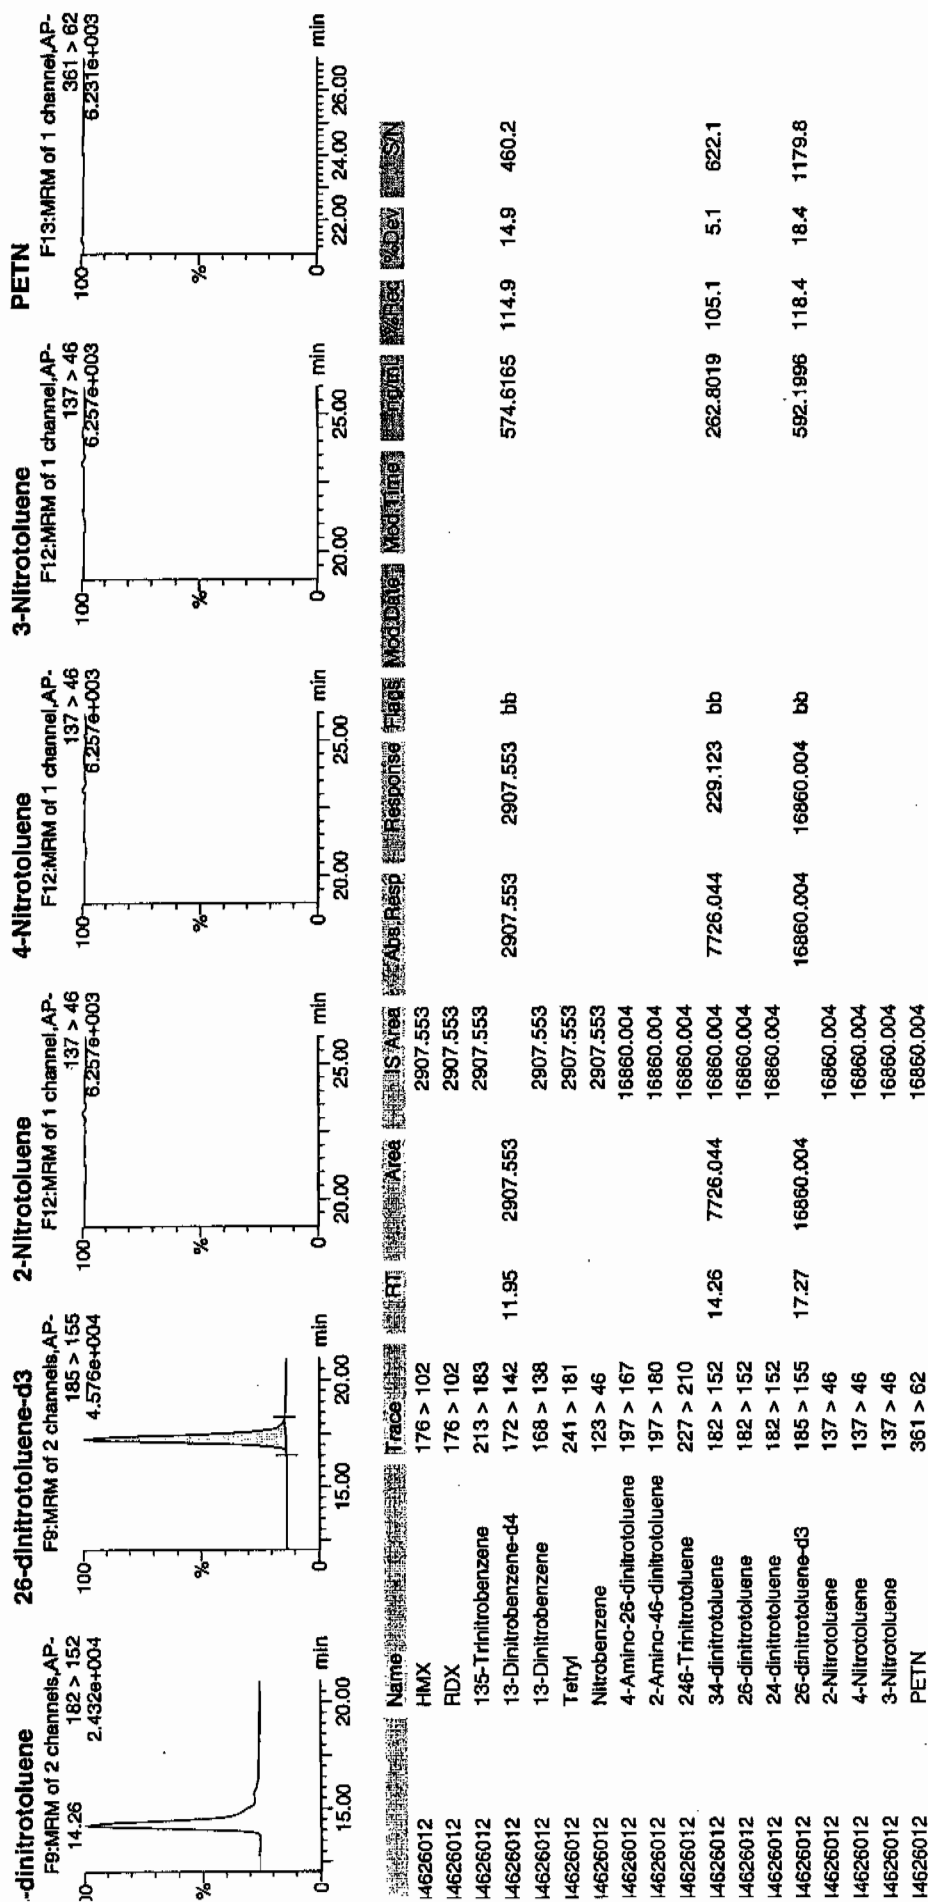 -dinitrotoluene
F9:MRM of 2 channels,AP-
182 > 152
2.432e+004
14.26
15.00 20.00
min
26-dinitrotoluene-d3
F9:MRM of 2 channels,AP-
185 > 155
4.576e+004
100
%
0
15.00 20.00
min
2-Nitrotoluene
F12:MRM of 1 channel,AP-
137 > 46
6.257e+003
100
%
0
20.00 25.00
min
4-Nitrotoluene
F12:MRM of 1 channel,AP-
137 > 46
6.257e+003
100
%
0
20.00 25.00
min
3-Nitrotoluene
F12:MRM of 1 channel,AP-
137 > 46
6.257e+003
100
%
0
20.00 25.00
min
PETN
F13:MRM of 1 channel,AP-
361 > 62
6.231e+003
100
%
0
22.00 24.00 26.00
min
Name Trace RT Area IS Area Abs.Resp Response Flags Mod.Date Mod.Time ng/mL %Rec %Dev S/N
14626012 HMX 176 > 102 2907.553
14626012 RDX 176 > 102 2907.553
14626012 135-Trinitrobenzene 213 > 183 2907.553
14626012 13-Dinitrobenzene-d4 172 > 142 11.95 2907.553 2907.553 2907.553 bb 574.6165 114.9 14.9 460.2
14626012 13-Dinitrobenzene 168 > 138 2907.553
14626012 Tetryl 241 > 181 2907.553
14626012 Nitrobenzene 123 > 46 2907.553
14626012 4-Amino-26-dinitrotoluene 197 > 167 16860.004
14626012 2-Amino-46-dinitrotoluene 197 > 180 16860.004
14626012 246-Trinitrotoluene 227 > 210 16860.004
14626012 34-dinitrotoluene 182 > 152 14.26 7726.044 16860.004 7726.044 229.123 bb 262.8019 105.1 5.1 622.1
14626012 26-dinitrotoluene 182 > 152 16860.004
14626012 24-dinitrotoluene 182 > 152 16860.004
14626012 26-dinitrotoluene-d3 185 > 155 17.27 16860.004 16860.004 16860.004 bb 592.1996 118.4 18.4 1179.8
14626012 2-Nitrotoluene 137 > 46 16860.004
14626012 4-Nitrotoluene 137 > 46 16860.004
14626012 3-Nitrotoluene 137 > 46 16860.004
14626012 PETN 361 > 62 16860.004